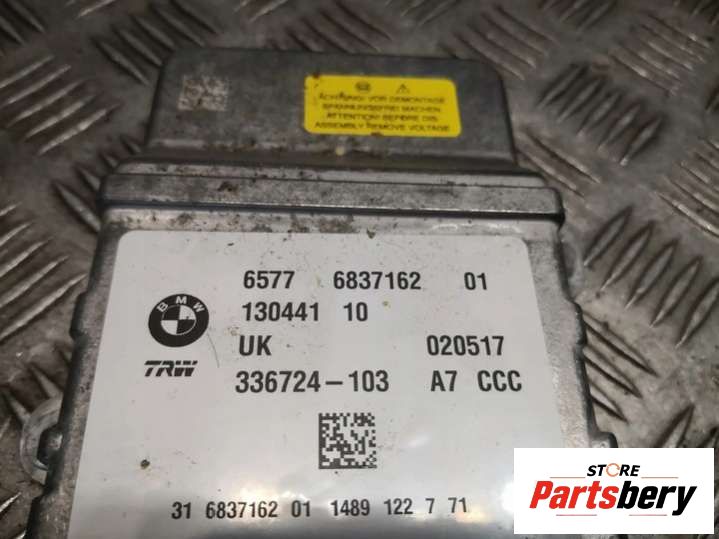 ACHTUNG! VOR DEMONTAGE
SPANNUNGSFREI MACHEN.
ATTENTION! BEFORE DIS-
ASSEMBLY REMOVE VOLTAGE
6577 6837162 01
130441 10
BMW
UK 020517
TRW
336724-103 A7 CCC
31 6837162 01 1489 122 7 71
STORE
Partsbery